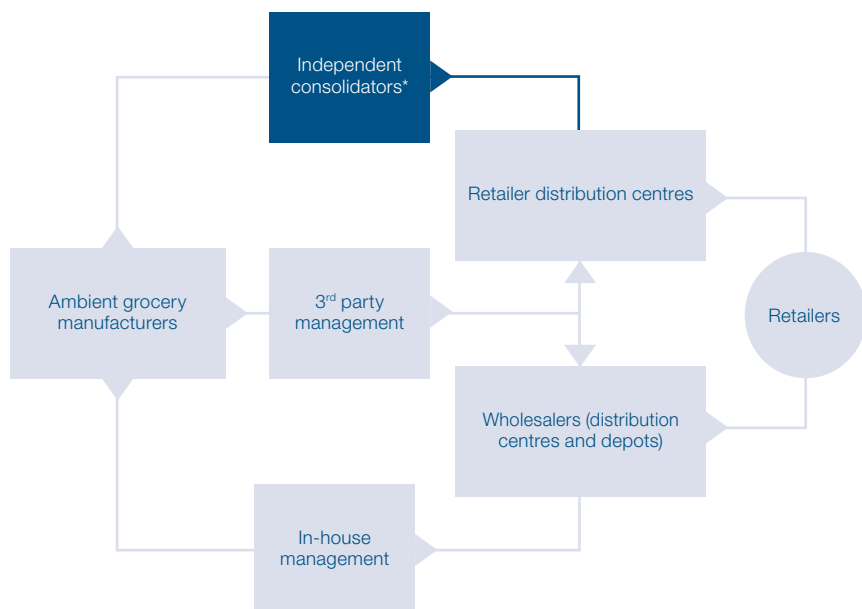 Independent
consolidators*
Retailer distribution centres
Ambient grocery
manufacturers
3rd party
management
Retailers
Wholesalers (distribution
centres and depots)
In-house
management